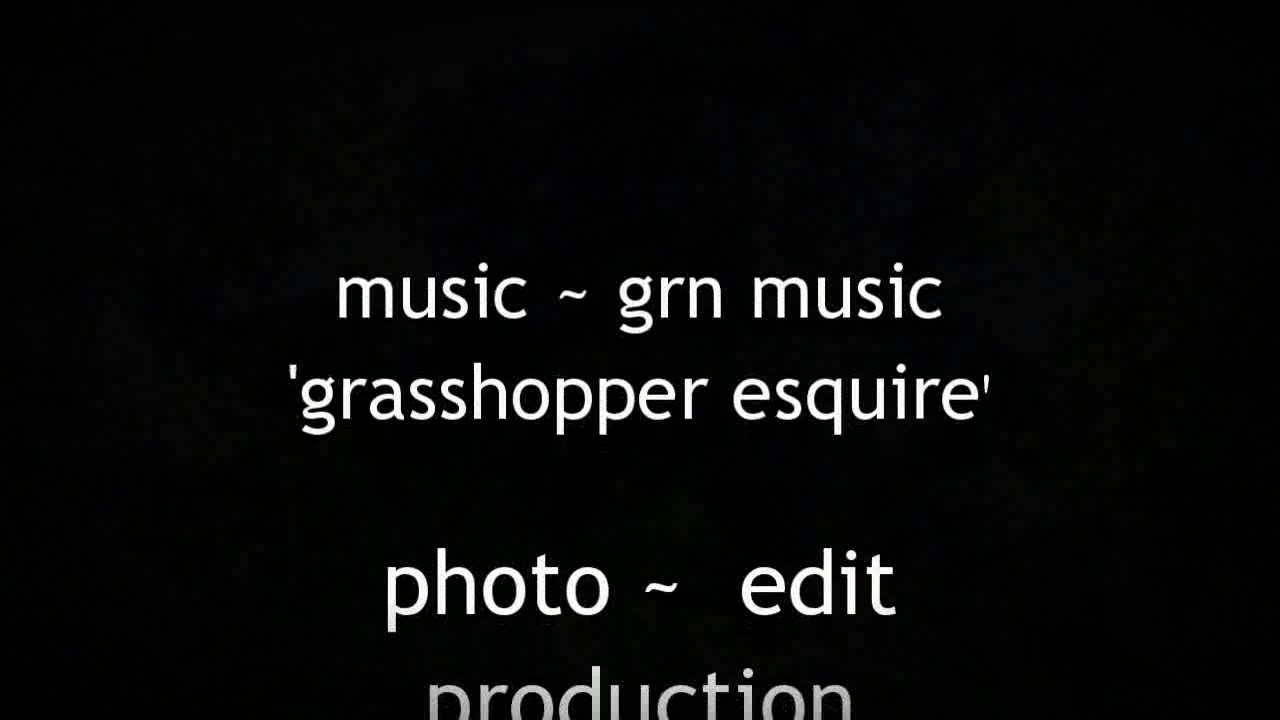 music ~ grn music
'grasshopper esquire'
photo ~ edit
production